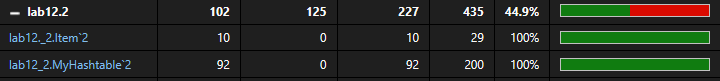 – lab12.2 102 125 227 435 44.9%
lab12._2.Item`2 10 0 10 29 100%
lab12_2.MyHashtable`2 92 0 92 200 100%